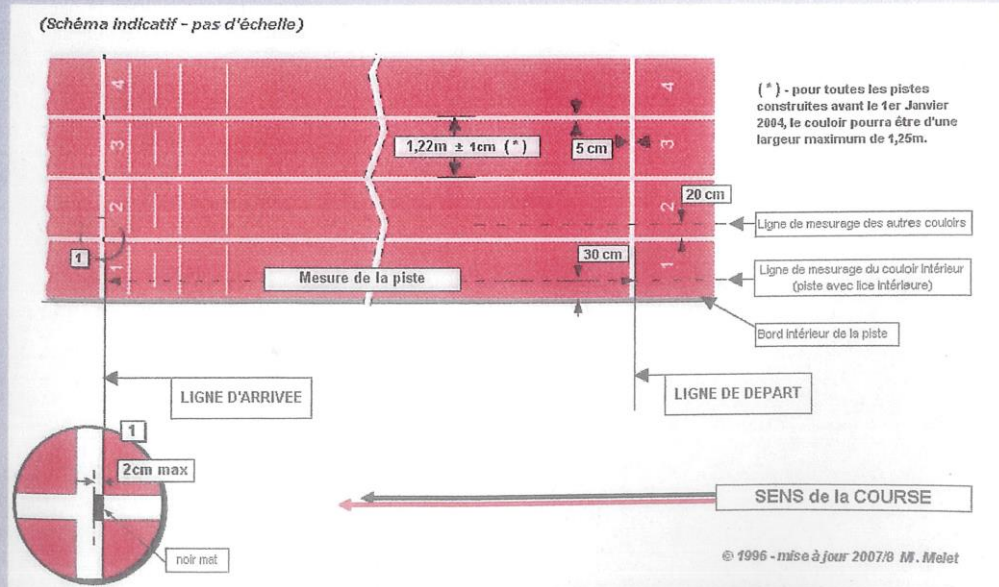 (Schéma indicatif - pas d'échelle)
4
3
2
1
1
1,22m ± 1cm (*)
5 cm
20 cm
30 cm
Mesure de la piste
4
3
2
1
(*) - pour toutes les pistes
construites avant le 1er Janvier
2004, le couloir pourra être d'une
largeur maximum de 1,25m.
Ligne de mesurage des autres couloirs
Ligne de mesurage du couloir intérieur
(piste avec lice intérieure)
Bord intérieur de la piste
LIGNE D'ARRIVEE
LIGNE DE DEPART
1
2cm max
noir mat
SENS de la COURSE
© 1996 - mise à jour 2007/8 M. Melet